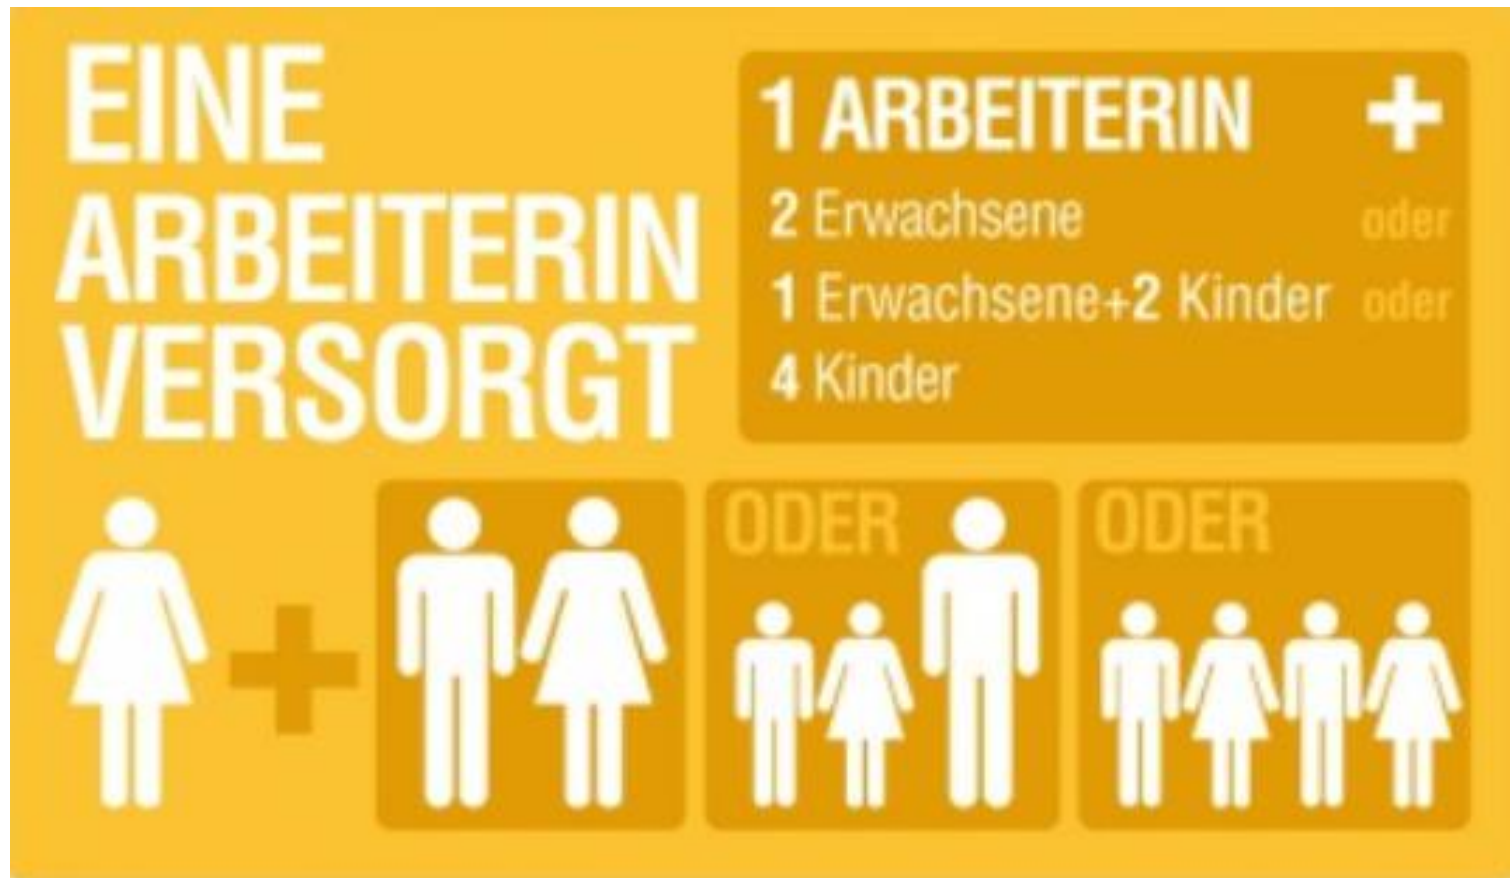 EINE
ARBEITERIN
VERSORGT
1 ARBEITERIN +
2 Erwachsene oder
1 Erwachsene+2 Kinder oder
4 Kinder
+
ODER
ODER